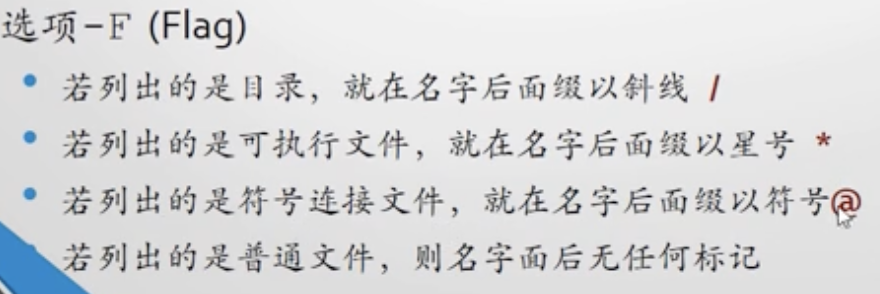 选项-F (Flag)
若列出的是目录，就在名字后面缀以斜线 /
若列出的是可执行文件，就在名字后面缀以星号 *
若列出的是符号连接文件，就在名字后面缀以符号@
若列出的是普通文件，则名字面后无任何标记